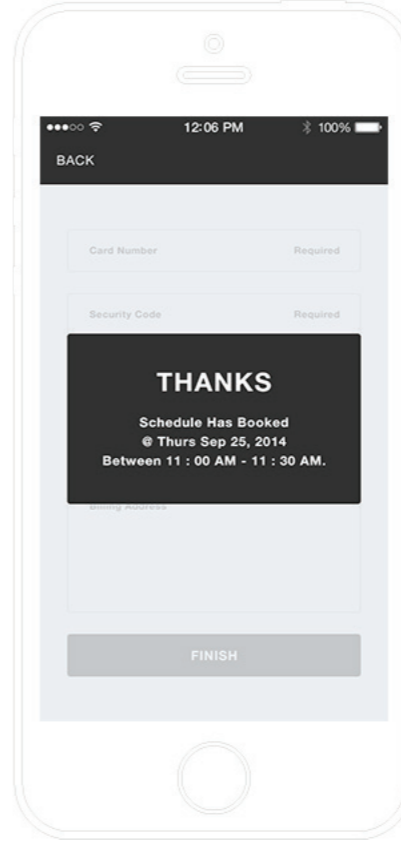 12:06 PM 100%
BACK
Card Number Required
Security Code Required
THANKS
Schedule Has Booked
@ Thurs Sep 25, 2014
Between 11 : 00 AM - 11 : 30 AM.
Billing Address
FINISH